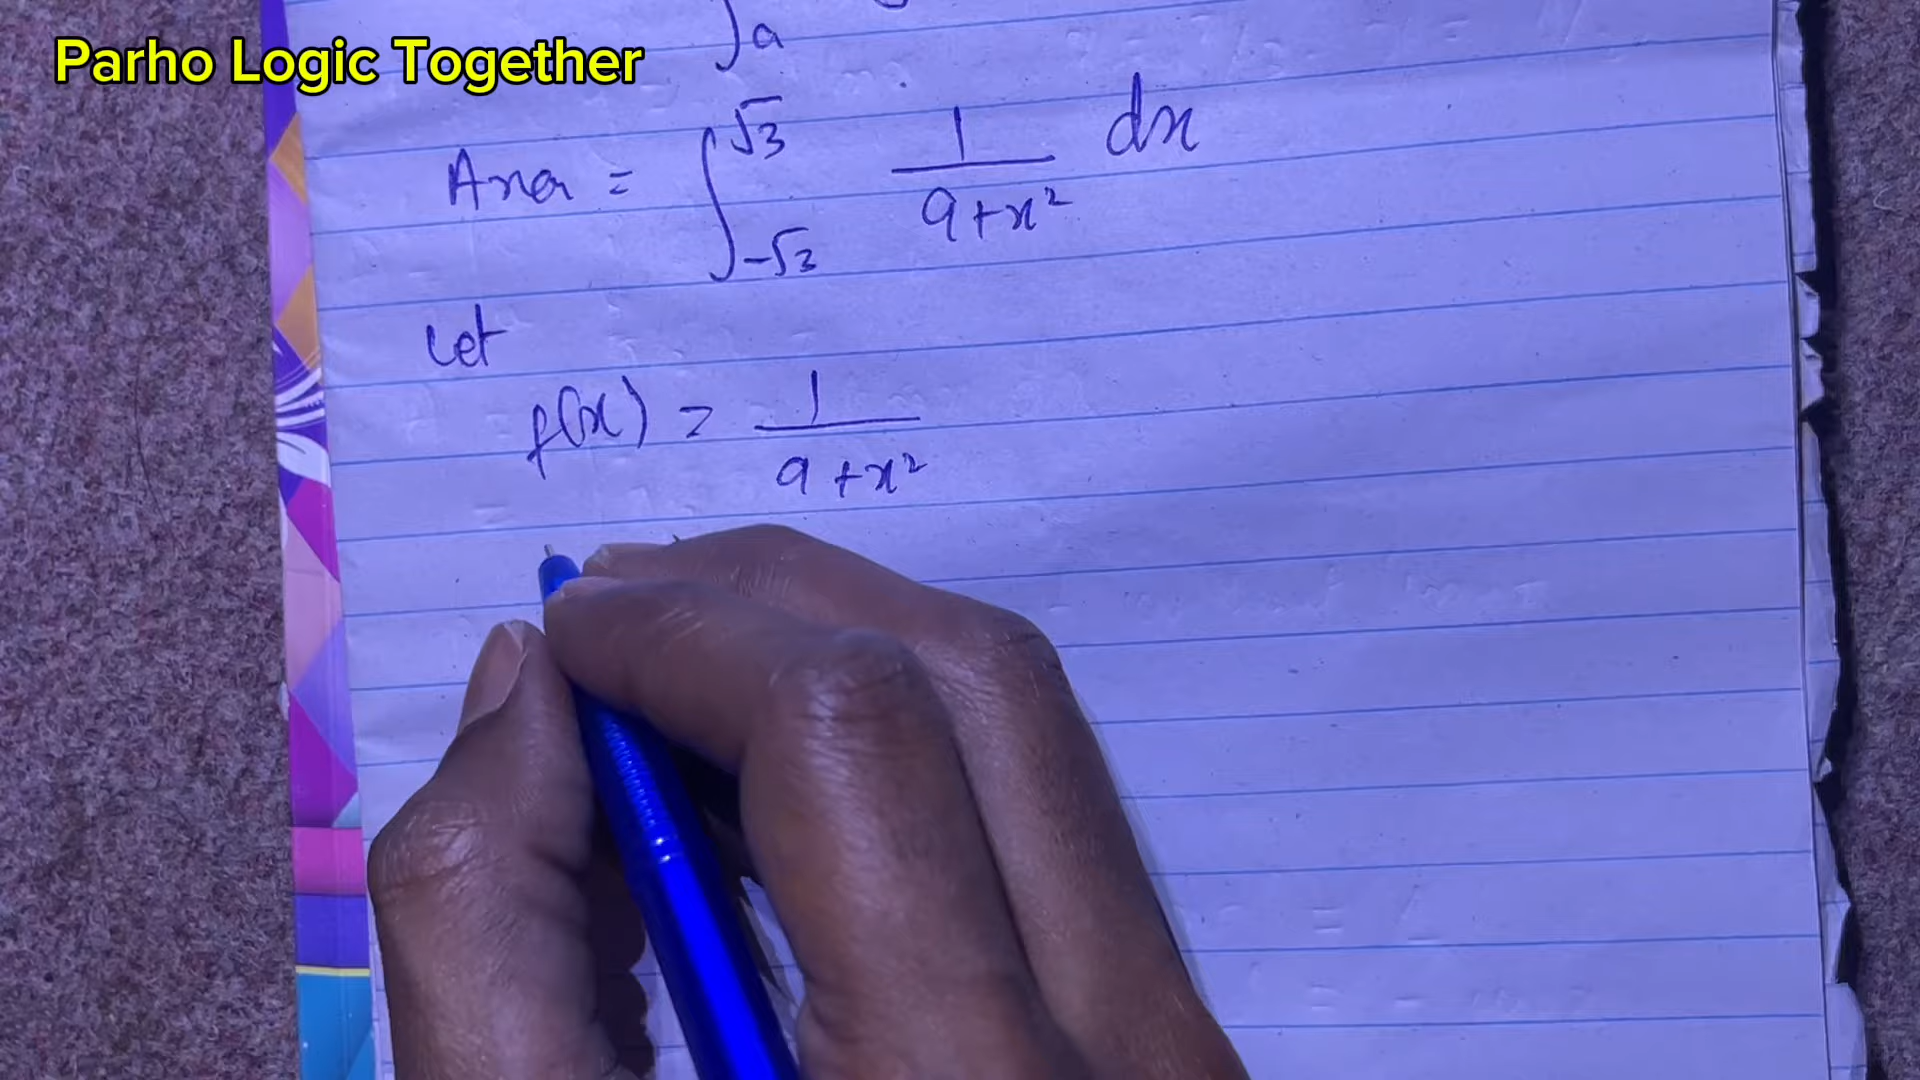 Parho Logic Together
∫a
Area = ∫_{-√3}^{√3} 1/(9+x²) dx
Let
f(x) = 1/(9+x²)